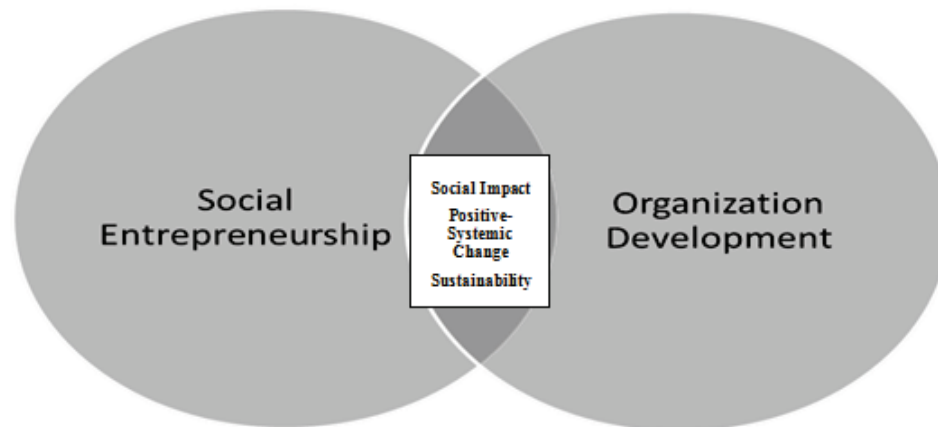 Social
Entrepreneurship
Social Impact
Positive-
Systemic
Change
Sustainability
Organization
Development